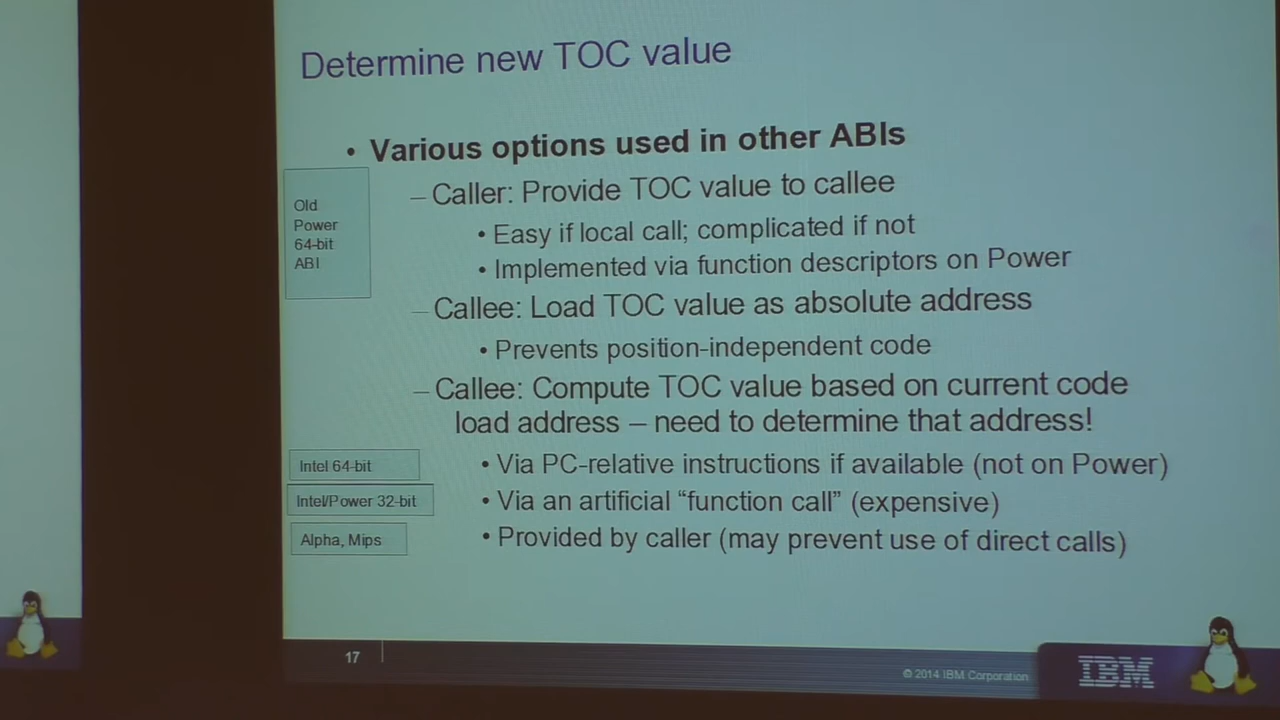 Determine new TOC value
• Various options used in other ABIs
Old
Power
64-bit
ABI
– Caller: Provide TOC value to callee
• Easy if local call; complicated if not
• Implemented via function descriptors on Power
– Callee: Load TOC value as absolute address
• Prevents position-independent code
– Callee: Compute TOC value based on current code
load address – need to determine that address!
Intel 64-bit
• Via PC-relative instructions if available (not on Power)
Intel/Power 32-bit
• Via an artificial “function call” (expensive)
Alpha, Mips
• Provided by caller (may prevent use of direct calls)
17
© 2014 IBM Corporation
IBM